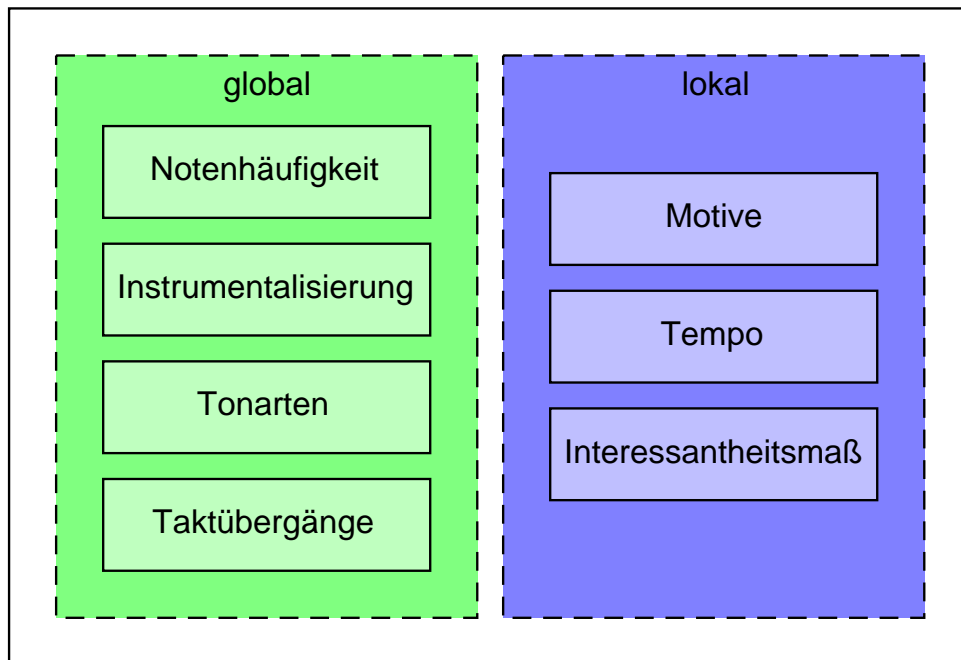 global
Notenhäufigkeit
Instrumentalisierung
Tonarten
Taktübergänge
lokal
Motive
Tempo
Interessantheitsmaß